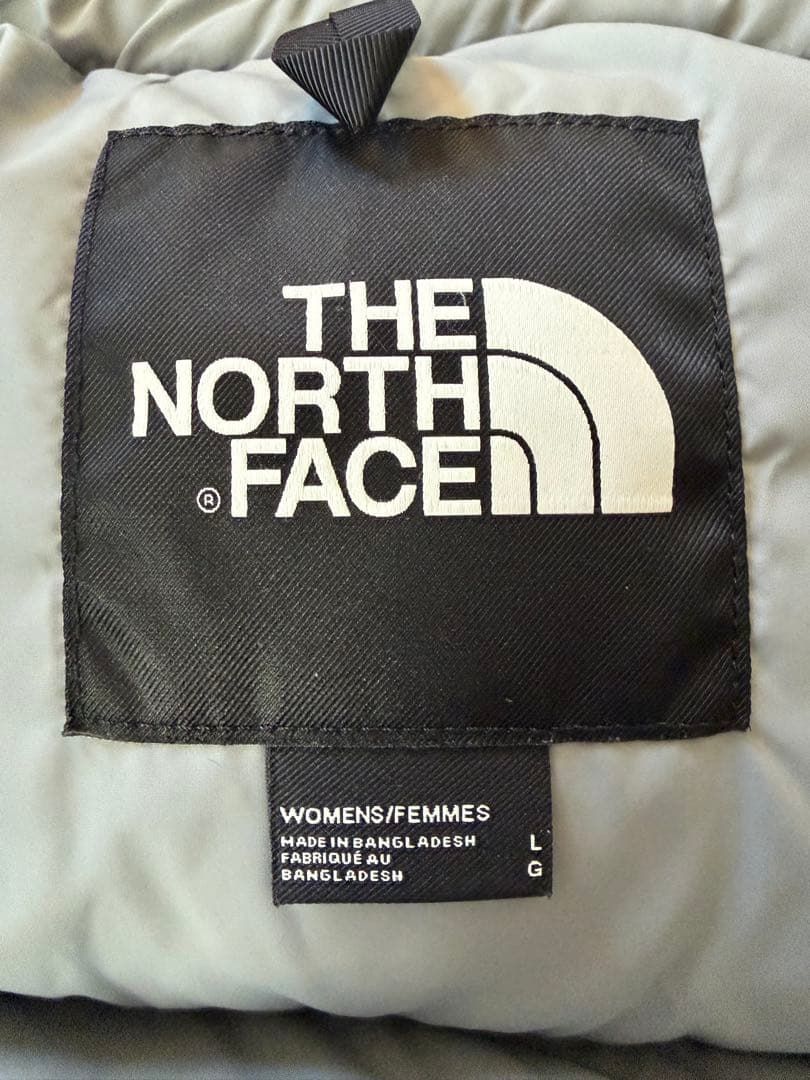 THE
NORTH
® FACE
WOMENS/FEMMES
MADE IN BANGLADESH L
FABRIQUÉ AU
BANGLADESH G